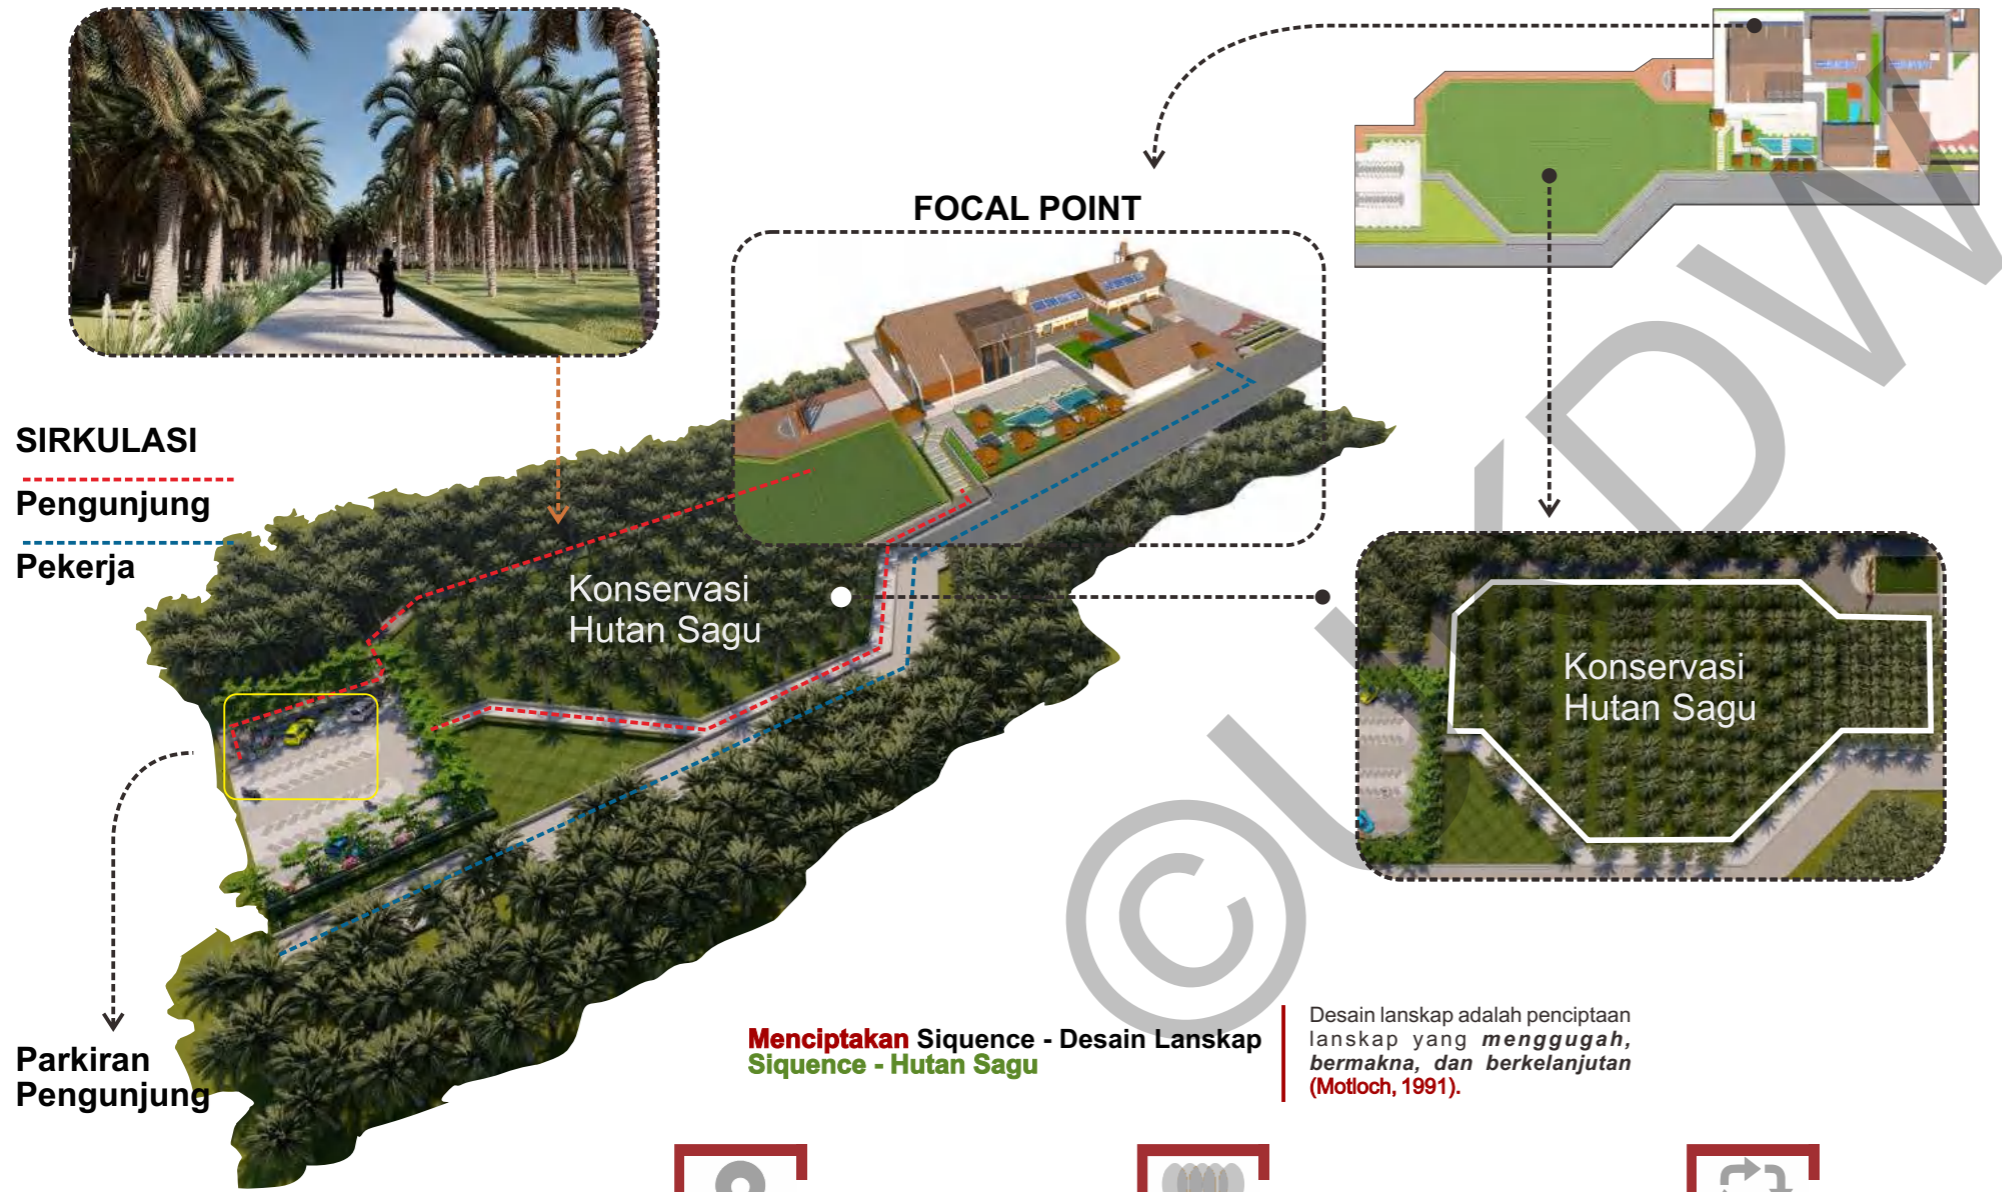 FOCAL POINT
SIRKULASI
Pengunjung
Pekerja
Konservasi
Hutan Sagu
Konservasi
Hutan Sagu
Parkiran
Pengunjung
Menciptakan Siquence - Desain Lanskap
Siquence - Hutan Sagu
Desain lanskap adalah penciptaan
lanskap yang menggugah,
bermakna, dan berkelanjutan
(Motloch, 1991).
©UKDW